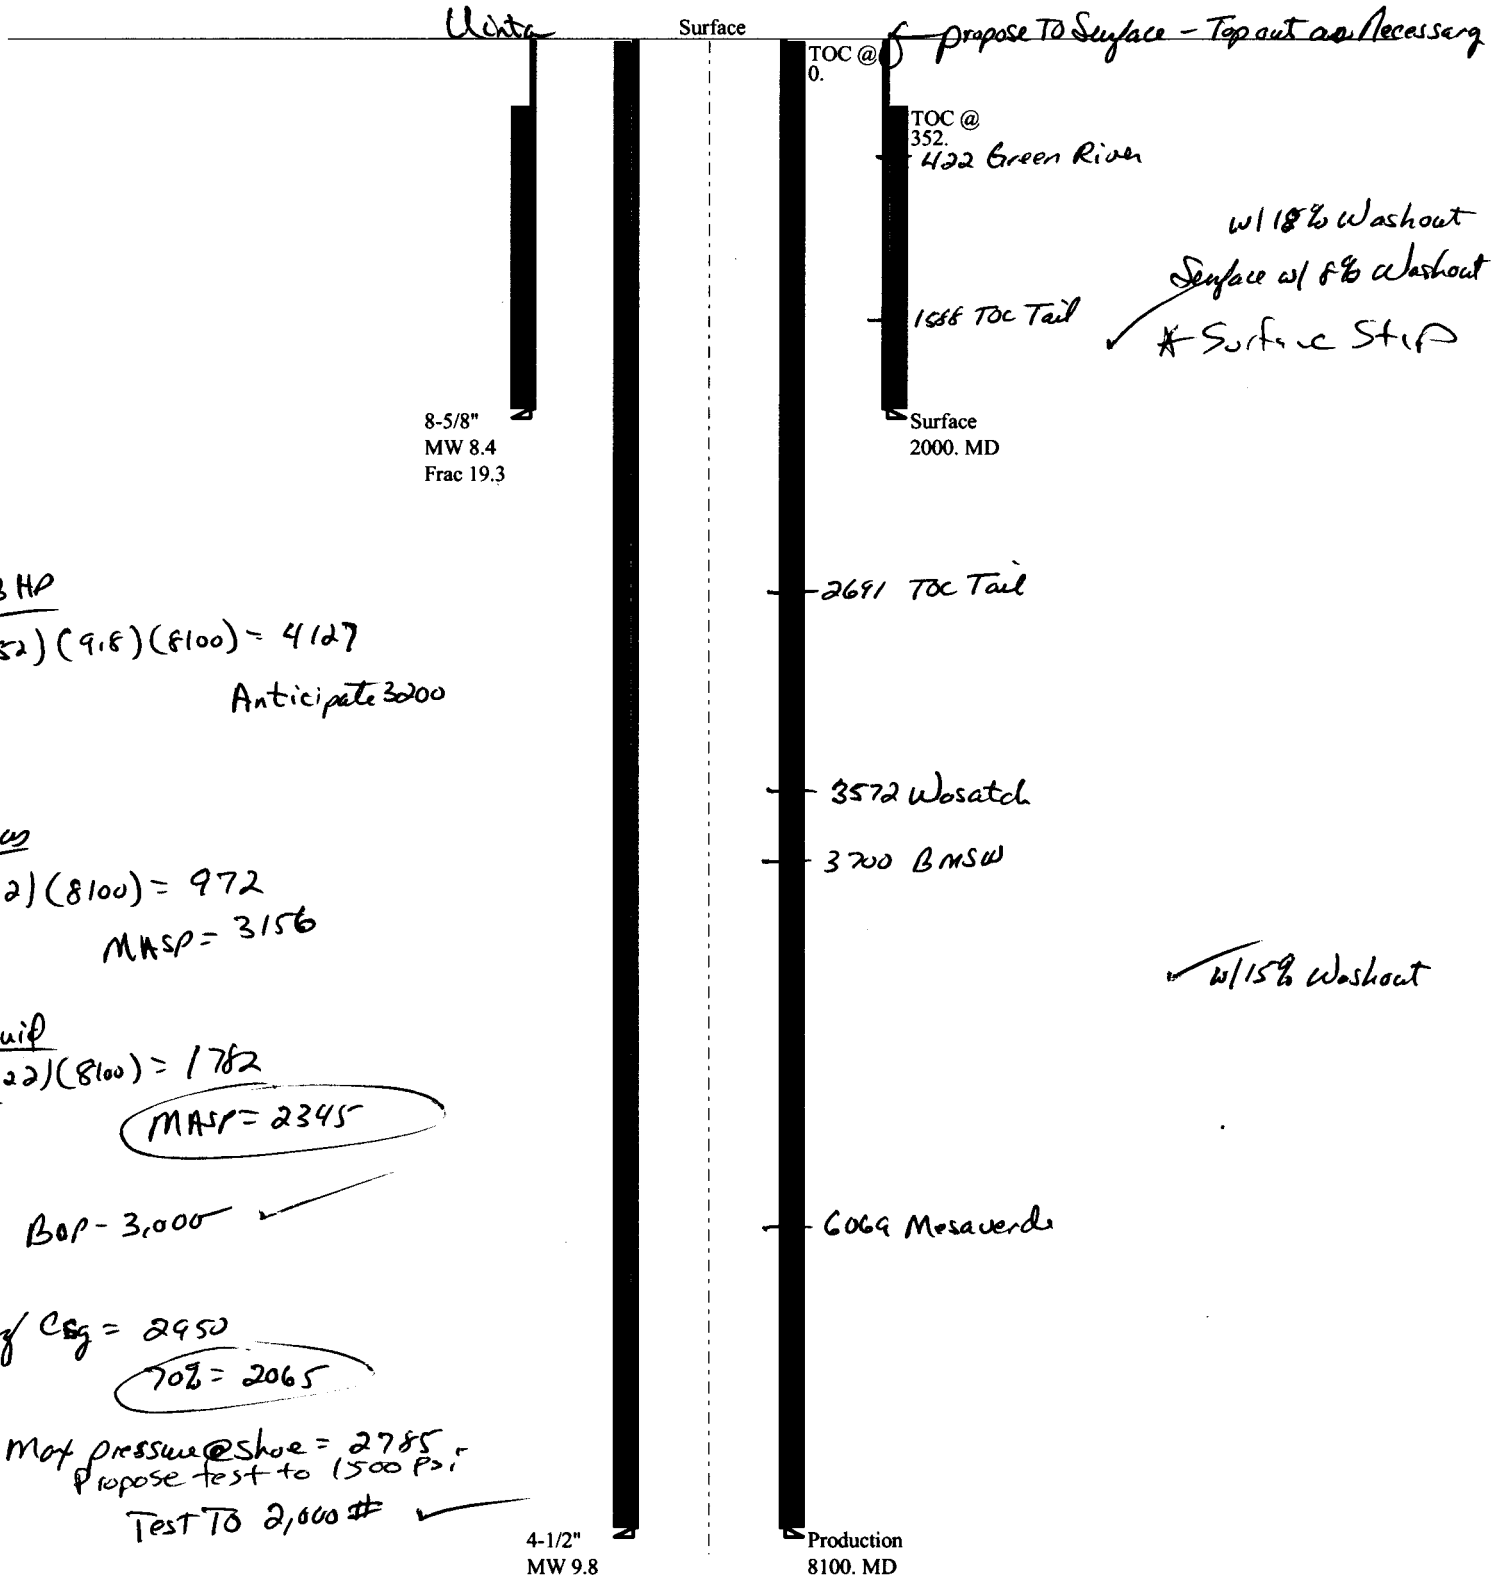 Uinta
Surface
propose To Surface - Top out as Necessary
TOC @
0.
TOC @
352.
422 Green River
w/ 18% Washout
Surface w/ 8% Washout
* Surface Stip
1588 TOC Tail
8-5/8"
MW 8.4
Frac 19.3
Surface
2000. MD
BHP
52)(9.8)(8100) = 4127
Anticipate 3200
2691 TOC Tail
3572 Wasatch
3700 BMSW
2)(8100) = 972
MASP = 3156
w/15% Washout
22)(8100) = 1782
MASP = 2345
BOP - 3,000
6069 Mesaverde
Csg = 2950
70% = 2065
Max pressure @ shoe = 2785
Propose test to 1500 psi
Test To 2,000 #
4-1/2"
MW 9.8
Production
8100. MD